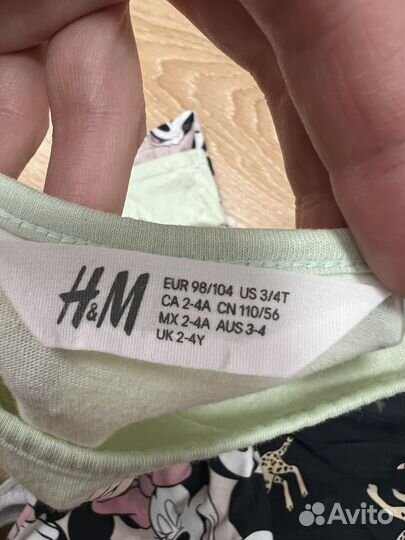 H&M
EUR 98/104 US 3/4T
CA 2-4A CN 110/56
MX 2-4A AUS 3-4
UK 2-4Y
Avito